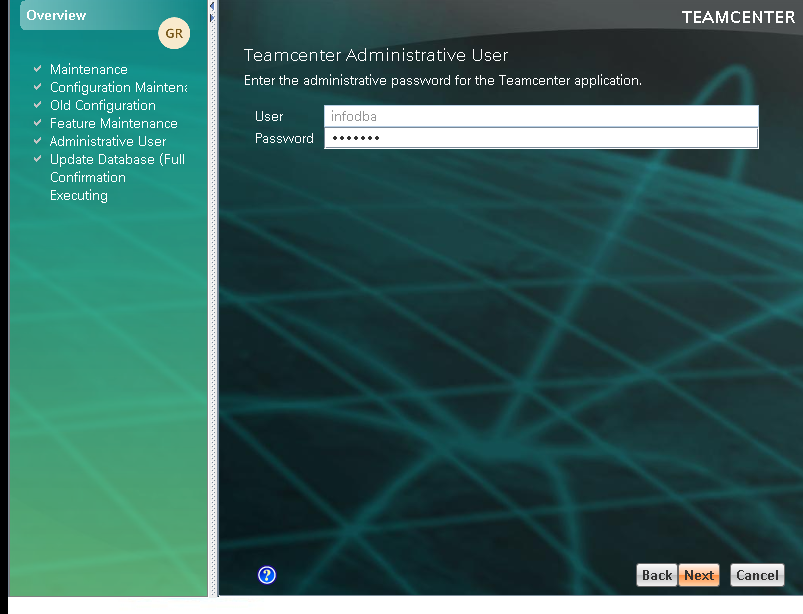 Overview
GR
Maintenance
Configuration Maintena
Old Configuration
Feature Maintenance
Administrative User
Update Database (Full
Confirmation
Executing
TEAMCENTER
Teamcenter Administrative User
Enter the administrative password for the Teamcenter application.
User infodba
Password •••••••
?
Back Next Cancel